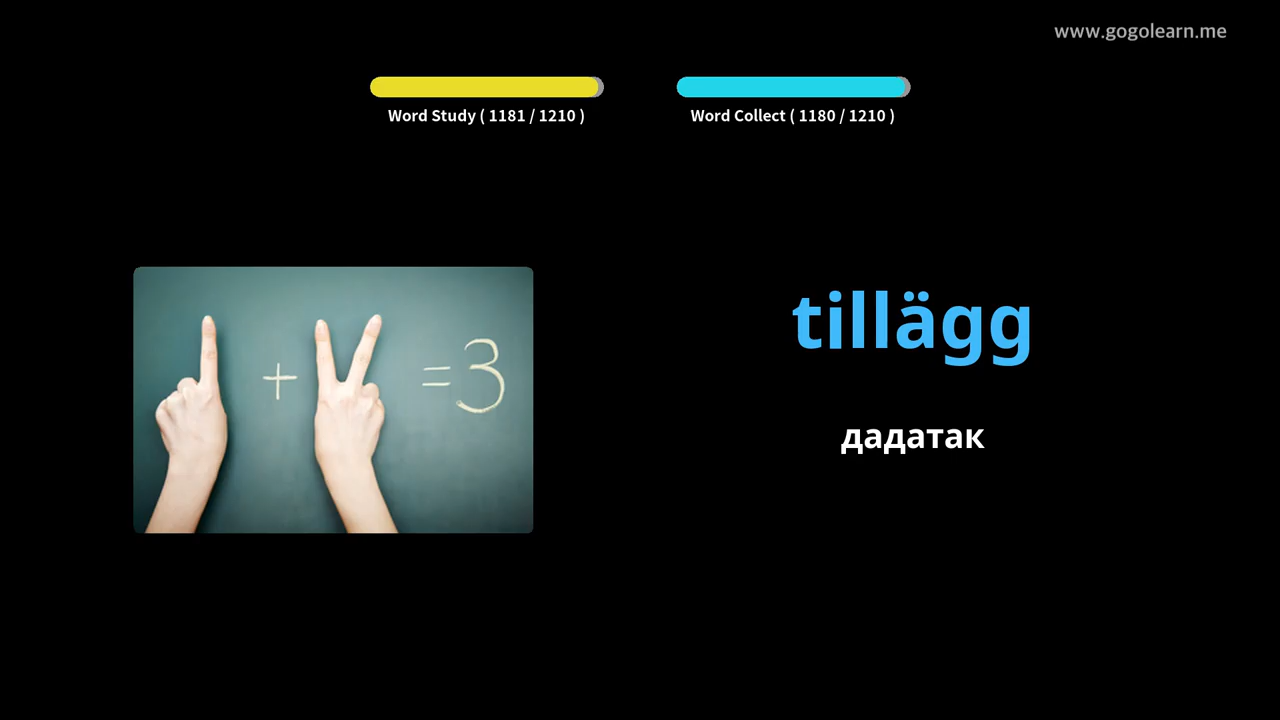 www.gogolearn.me
Word Study ( 1181 / 1210 )
Word Collect ( 1180 / 1210 )
+ = 3
tillägg
дадатак